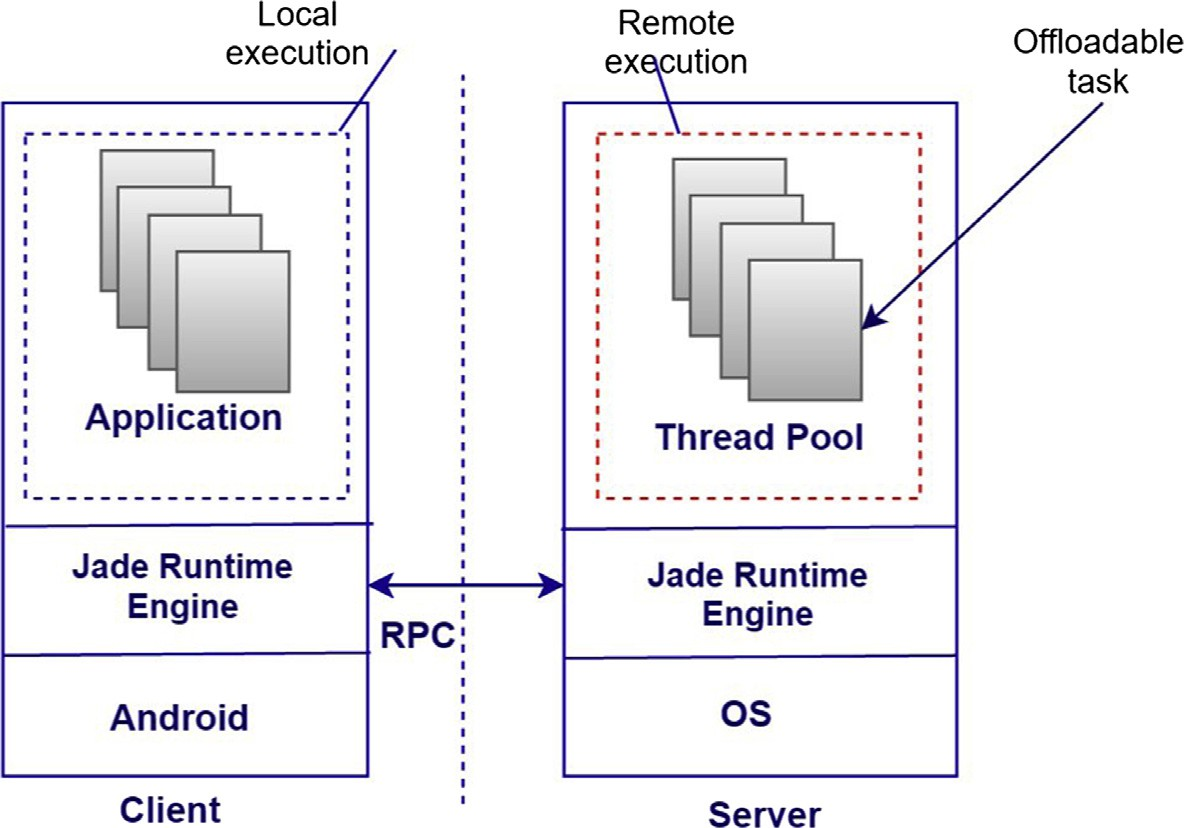 Local
execution
Remote
execution
Offloadable
task
Application
Thread Pool
Jade Runtime
Engine
RPC
Jade Runtime
Engine
Android
OS
Client
Server